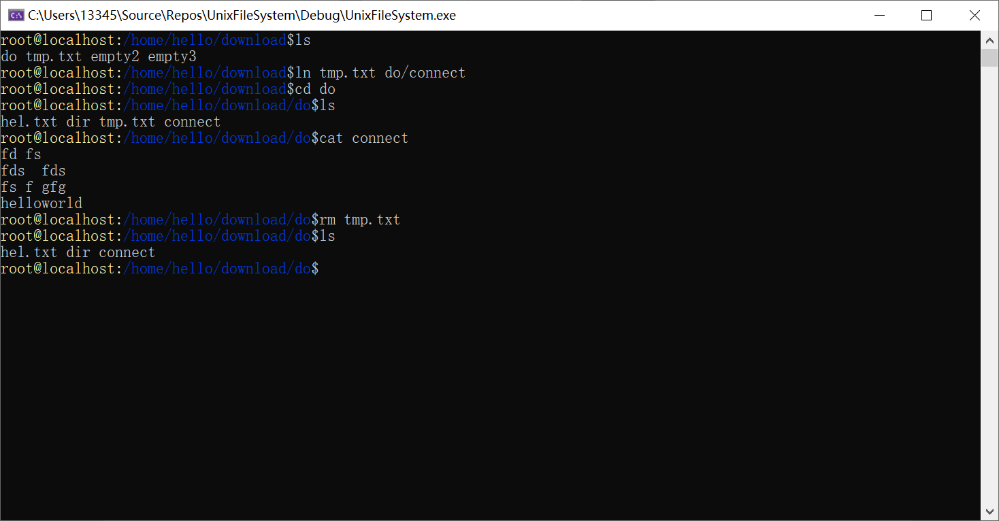 C:\Users\13345\Source\Repos\UnixFileSystem\Debug\UnixFileSystem.exe
root@localhost:/home/hello/download$ls
do tmp.txt empty2 empty3
root@localhost:/home/hello/download$ln tmp.txt do/connect
root@localhost:/home/hello/download$cd do
root@localhost:/home/hello/download/do$ls
hel.txt dir tmp.txt connect
root@localhost:/home/hello/download/do$cat connect
fd fs
fds  fds
fs f gfg
helloworld
root@localhost:/home/hello/download/do$rm tmp.txt
root@localhost:/home/hello/download/do$ls
hel.txt dir connect
root@localhost:/home/hello/download/do$